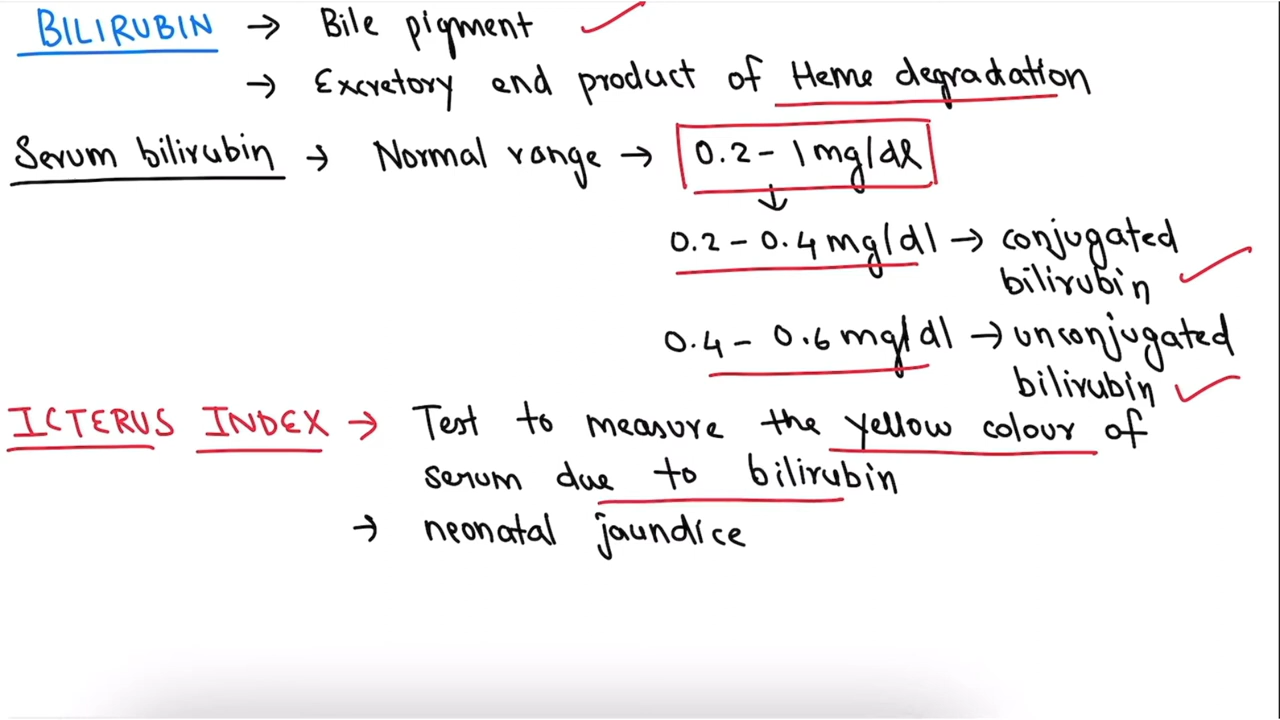 BILIRUBIN → Bile pigment
→ Excretory end product of Heme degradation
Serum bilirubin → Normal range → 0.2 - 1 mg/dl
↓
0.2 - 0.4 mg/dl → conjugated
bilirubin
0.4 - 0.6 mg/dl → unconjugated
bilirubin
ICTERUS INDEX → Test to measure the yellow colour of
serum due to bilirubin
→ neonatal jaundice